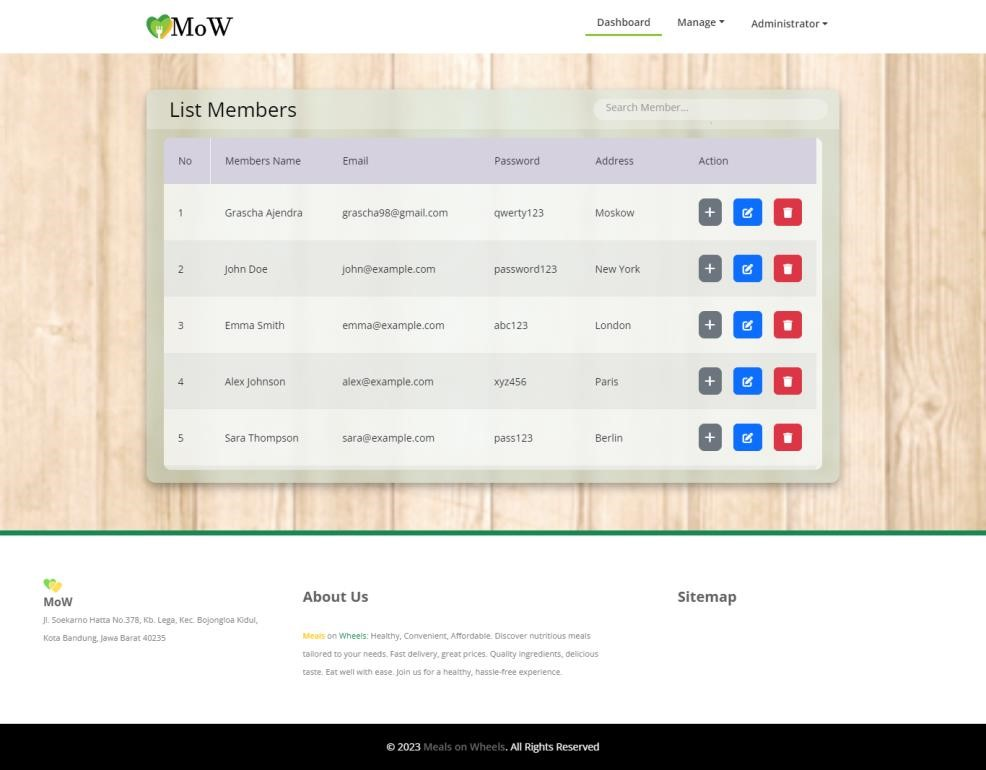 MoW
Dashboard Manage Administrator
List Members
Search Member...
No Members Name Email Password Address Action
1 Grascha Ajendra grascha98@gmail.com qwerty123 Moskow
2 John Doe john@example.com password123 New York
3 Emma Smith emma@example.com abc123 London
4 Alex Johnson alex@example.com xyz456 Paris
5 Sara Thompson sara@example.com pass123 Berlin
MoW
Jl. Soekarno Hatta No.378, Kb. Lega, Kec. Bojongloa Kidul,
Kota Bandung, Jawa Barat 40235
About Us
Meals on Wheels: Healthy, Convenient, Affordable. Discover nutritious meals
tailored to your needs. Fast delivery, great prices. Quality ingredients, delicious
taste. Eat well with ease. Join us for a healthy, hassle-free experience.
Sitemap
© 2023 Meals on Wheels. All Rights Reserved